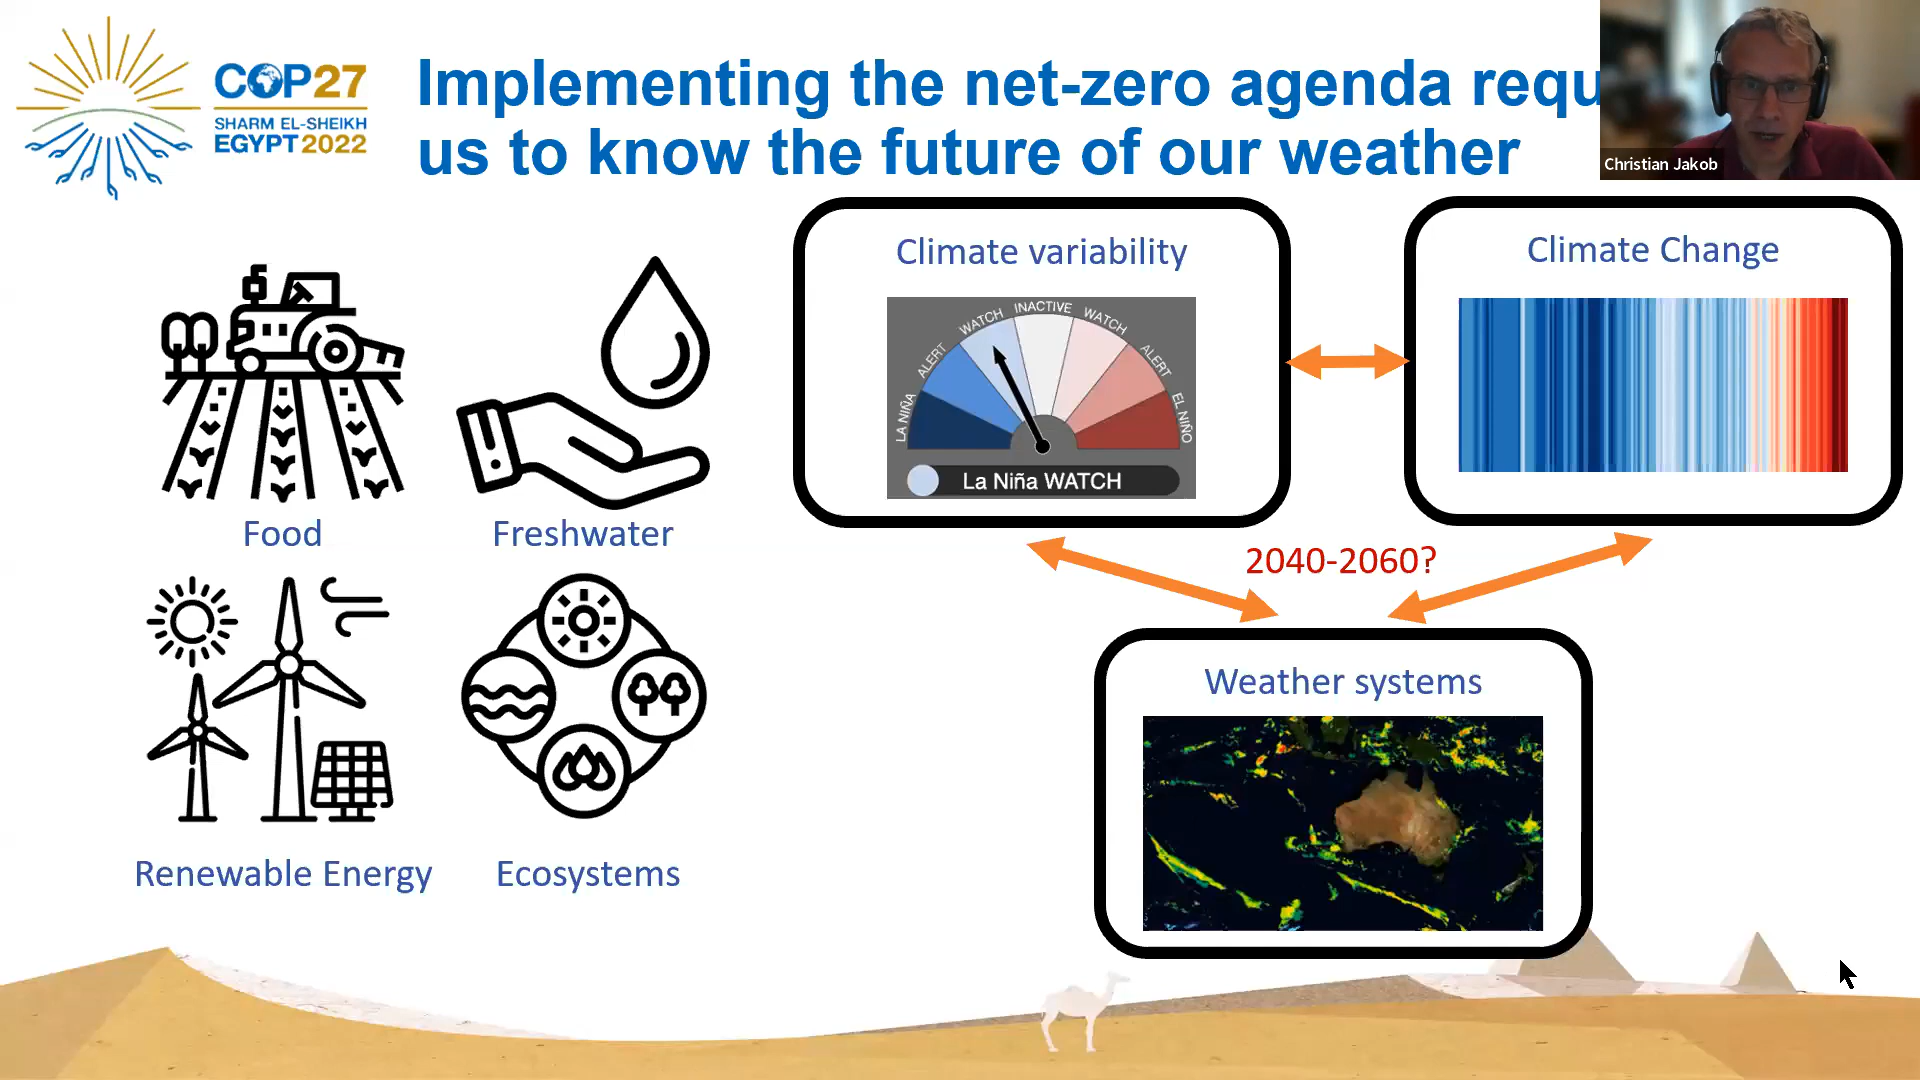 COP27
SHARM EL-SHEIKH
EGYPT 2022
Implementing the net-zero agenda requ
us to know the future of our weather
Christian Jakob
Climate variability
LA NIÑA
ALERT
WATCH
INACTIVE
WATCH
ALERT
EL NIÑO
La Niña WATCH
Climate Change
Food
Freshwater
2040-2060?
Weather systems
Renewable Energy
Ecosystems